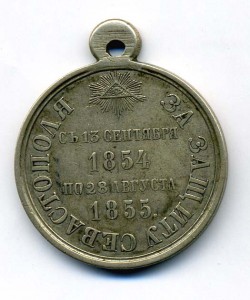 ЗА ЗАЩИТУ СЕВАСТОПОЛЯ
СЪ 13 СЕНТЯБРЯ
1854
ПО 28 АВГУСТА
1855.